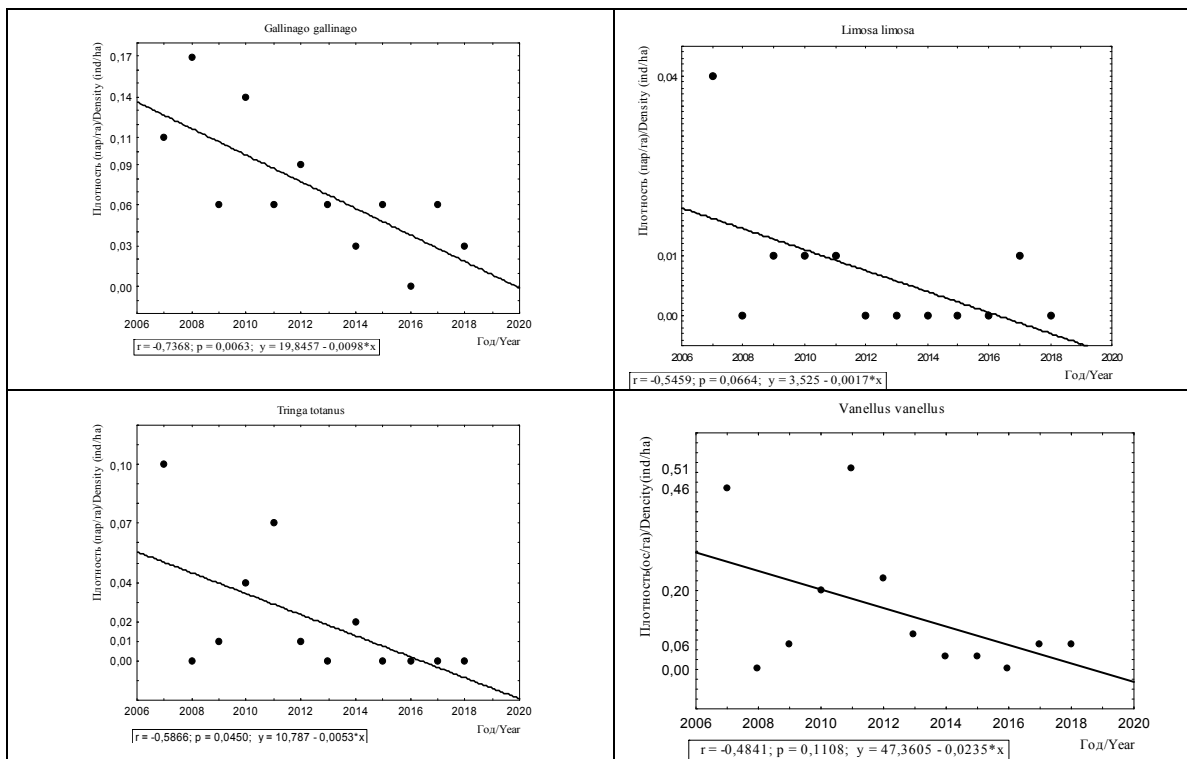 Gallinago gallinago
Плотность (пар/га)/Density (ind/ha)
0,17
0,14
0,11
0,09
0,06
0,03
0,00
2006 2008 2010 2012 2014 2016 2018 2020
Год/Year
r = -0,7368; p = 0,0063; y = 19,8457 - 0,0098*x
Limosa limosa
Плотность (пар/га)/Density (ind/ha)
0,04
0,01
0,00
2006 2008 2010 2012 2014 2016 2018 2020
Год/Year
r = -0,5459; p = 0,0664; y = 3,525 - 0,0017*x
Tringa totanus
Плотность (пар/га)/Density (ind/ha)
0,10
0,07
0,04
0,02
0,01
0,00
2006 2008 2010 2012 2014 2016 2018 2020
Год/Year
r = -0,5866; p = 0,0450; y = 10,787 - 0,0053*x
Vanellus vanellus
Плотность(ос/га)/Dencity(ind/ha)
0,51
0,46
0,20
0,06
0,00
2006 2008 2010 2012 2014 2016 2018 2020
Год/Year
r = -0,4841; p = 0,1108; y = 47,3605 - 0,0235*x